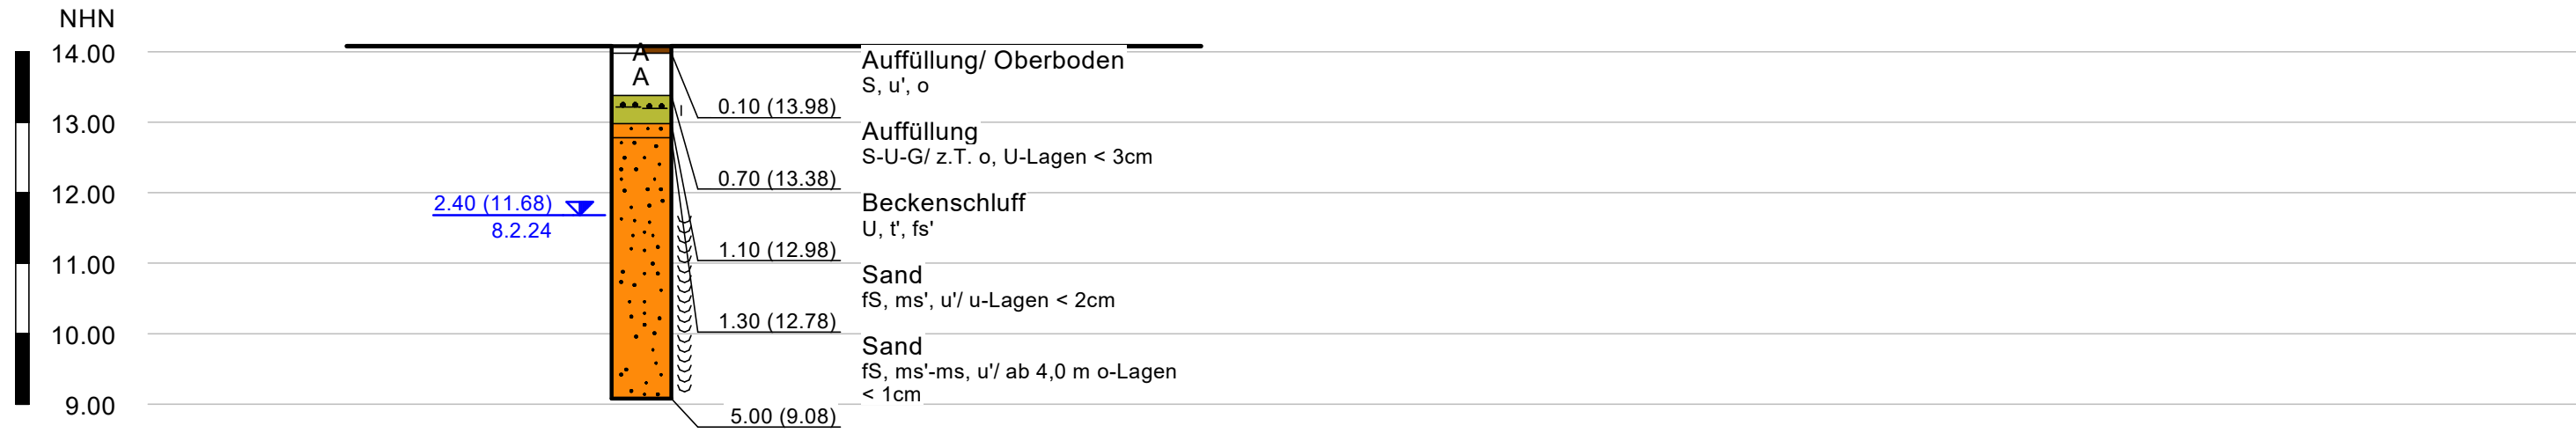 NHN
14.00
13.00
12.00
11.00
10.00
9.00
2.40 (11.68)
8.2.24
A
A
0.10 (13.98)
0.70 (13.38)
1.10 (12.98)
1.30 (12.78)
5.00 (9.08)
Auffüllung/ Oberboden
S, u', o
Auffüllung
S-U-G/ z.T. o, U-Lagen < 3cm
Beckenschluff
U, t', fs'
Sand
fS, ms', u'/ u-Lagen < 2cm
Sand
fS, ms'-ms, u'/ ab 4,0 m o-Lagen
< 1cm